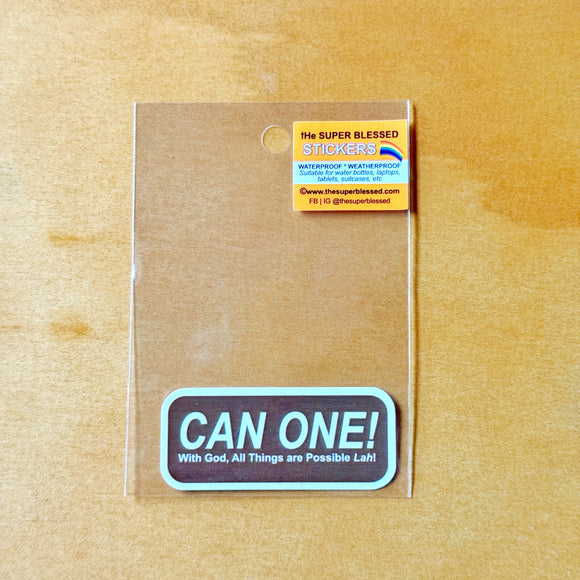 tHe SUPER BLESSED
STICKERS
WATERPROOF * WEATHERPROOF
Suitable for water bottles, laptops,
tablets, suitcases, etc
©www.thesuperblessed.com
FB | IG @thesuperblessed
CAN ONE!
With God, All Things are Possible Lah!